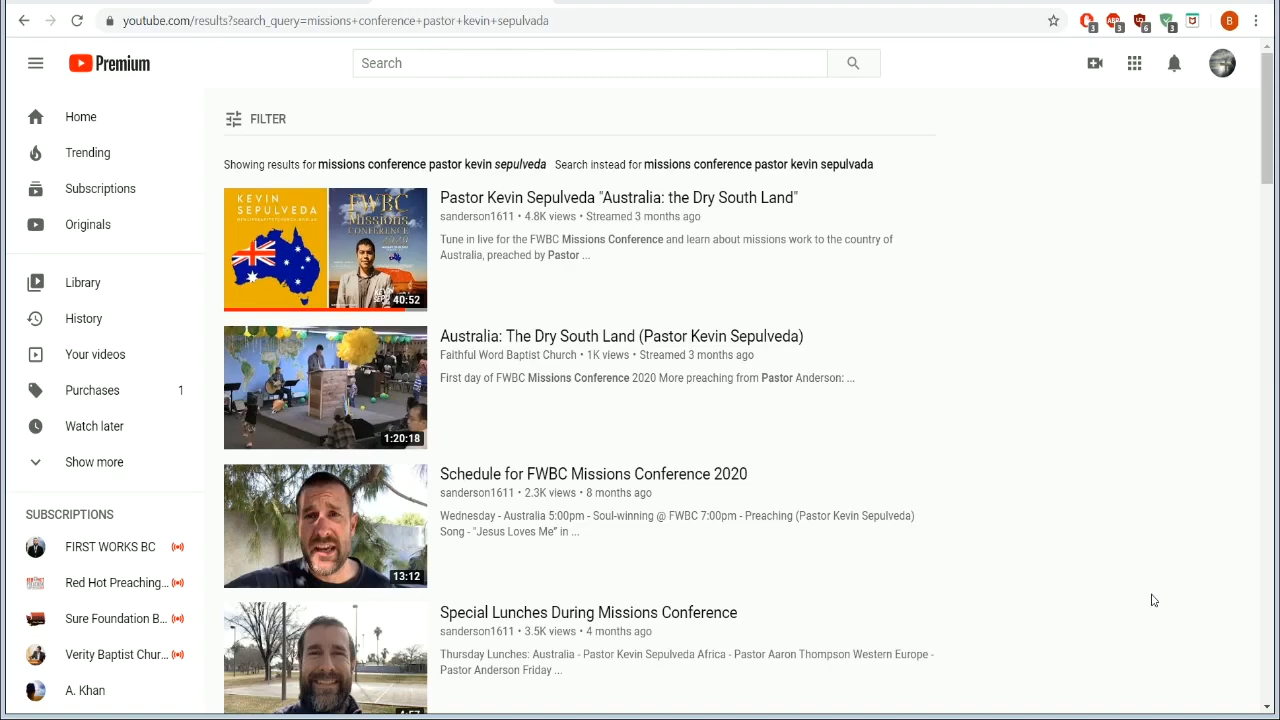 youtube.com/results?search_query=missions+conference+pastor+kevin+sepulvada
3
3
6
3
B
Premium
Search
Home
Trending
Subscriptions
Originals
Library
History
Your videos
Purchases 1
Watch later
Show more
SUBSCRIPTIONS
FIRST WORKS BC
Red Hot Preaching...
Sure Foundation B...
Verity Baptist Chur...
A. Khan
FILTER
Showing results for missions conference pastor kevin sepulveda Search instead for missions conference pastor kevin sepulvada
KEVIN
SEPULVEDA
FWBC
Missions
CONFERENCE
2020
40:52
Pastor Kevin Sepulveda "Australia: the Dry South Land"
sanderson1611 • 4.8K views • Streamed 3 months ago
Tune in live for the FWBC Missions Conference and learn about missions work to the country of
Australia, preached by Pastor ...
1:20:18
Australia: The Dry South Land (Pastor Kevin Sepulveda)
Faithful Word Baptist Church • 1K views • Streamed 3 months ago
First day of FWBC Missions Conference 2020 More preaching from Pastor Anderson: ...
13:12
Schedule for FWBC Missions Conference 2020
sanderson1611 • 2.3K views • 8 months ago
Wednesday - Australia 5:00pm - Soul-winning @ FWBC 7:00pm - Preaching (Pastor Kevin Sepulveda)
Song - "Jesus Loves Me" in ...
Special Lunches During Missions Conference
sanderson1611 • 3.5K views • 4 months ago
Thursday Lunches: Australia - Pastor Kevin Sepulveda Africa - Pastor Aaron Thompson Western Europe -
Pastor Anderson Friday ...